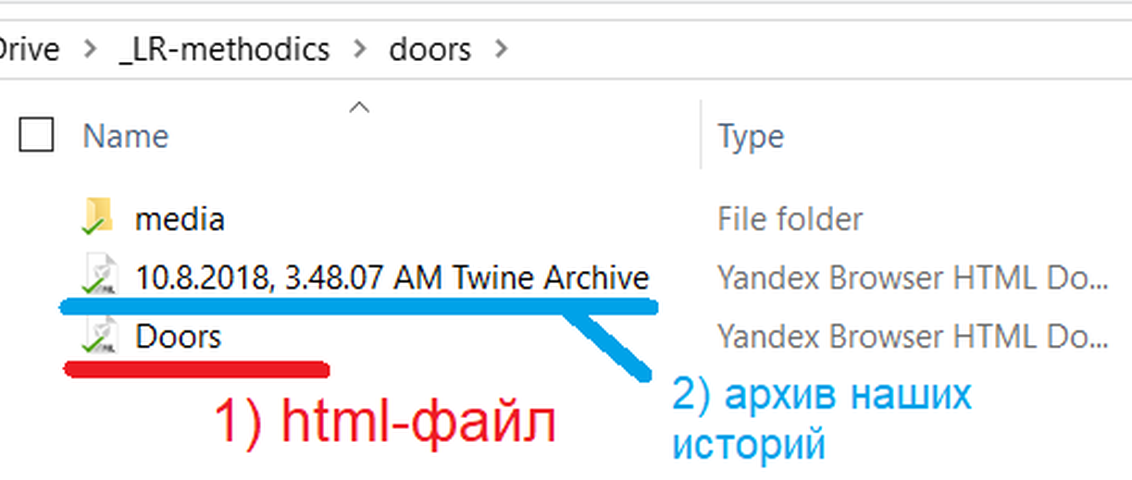 Drive > _LR-methodics > doors >
Name Type
media File folder
10.8.2018, 3.48.07 AM Twine Archive Yandex Browser HTML Do...
Doors Yandex Browser HTML Do...
1) html-файл
2) архив наших
историй